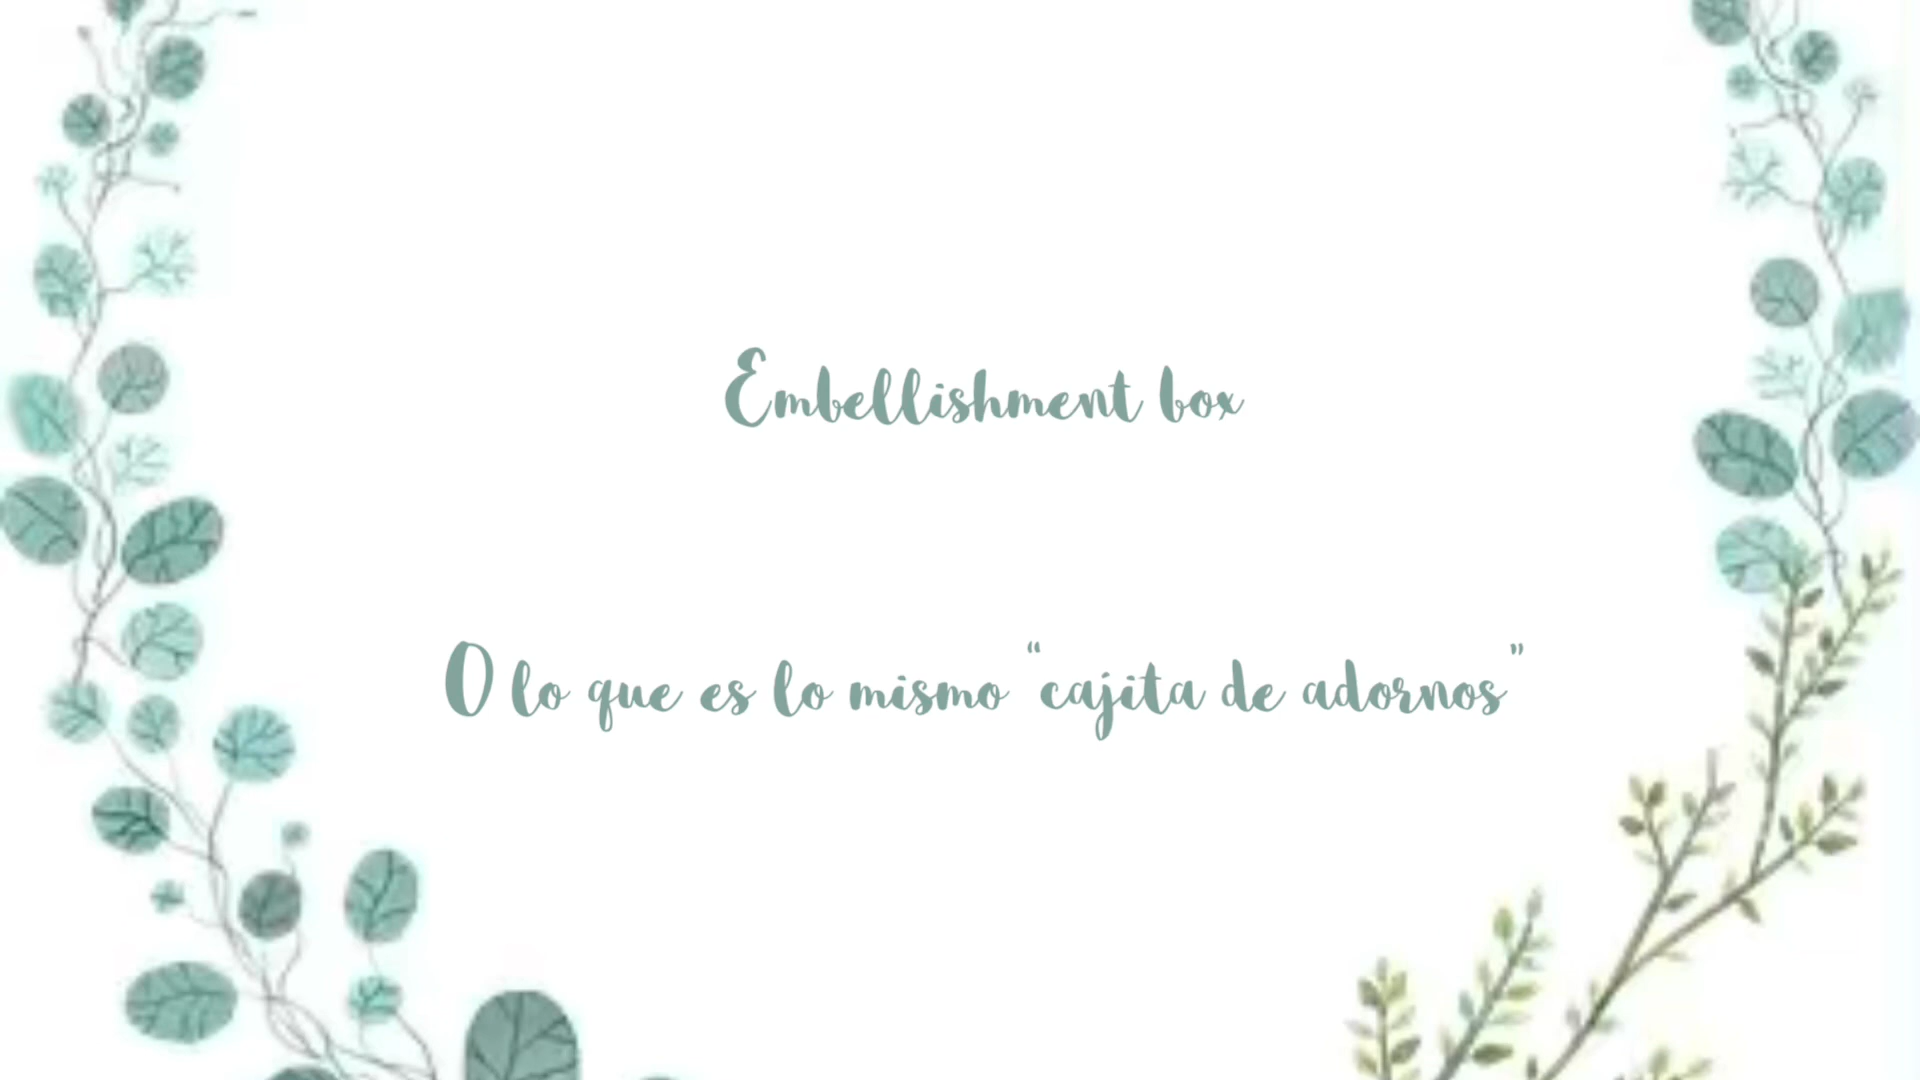 Embellishment box
O lo que es lo mismo “cajita de adornos”